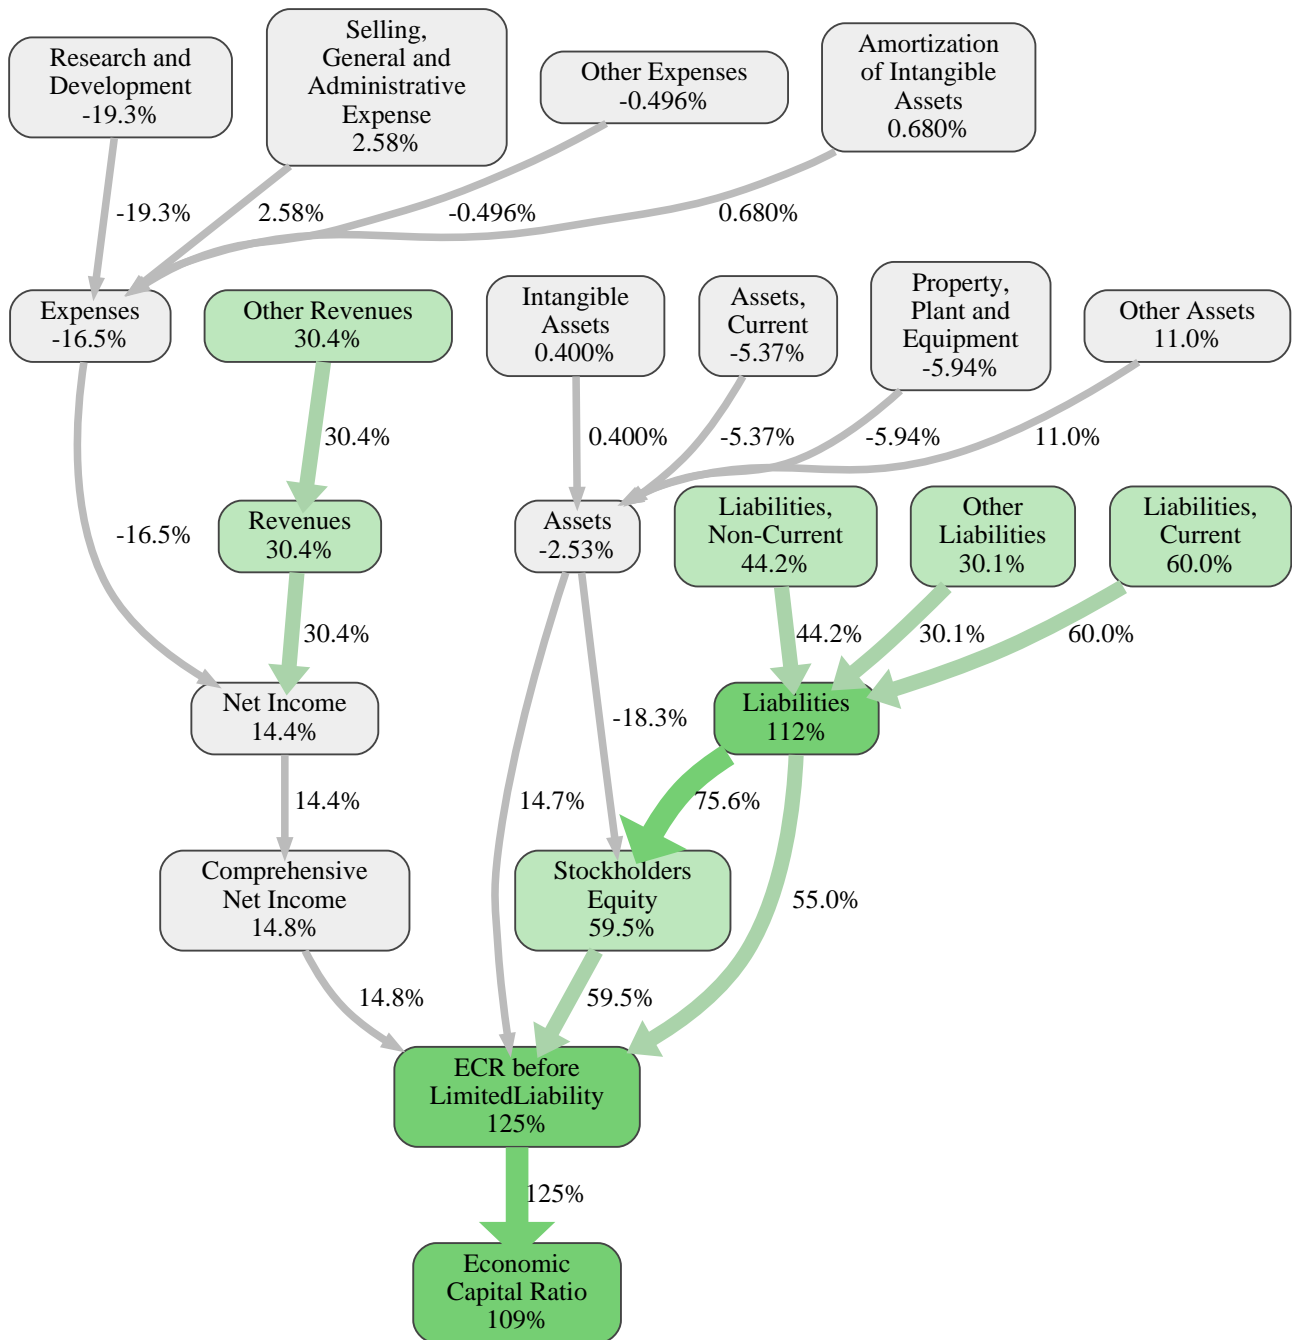 Research and
Development
-19.3%
Selling,
General and
Administrative
Expense
2.58%
Other Expenses
-0.496%
Amortization
of Intangible
Assets
0.680%
-19.3%
2.58%
-0.496%
0.680%
Expenses
-16.5%
Other Revenues
30.4%
Intangible
Assets
0.400%
Assets,
Current
-5.37%
Property,
Plant and
Equipment
-5.94%
Other Assets
11.0%
30.4%
0.400%
-5.37%
-5.94%
11.0%
-16.5%
Revenues
30.4%
Assets
-2.53%
Liabilities,
Non-Current
44.2%
Other
Liabilities
30.1%
Liabilities,
Current
60.0%
30.4%
44.2%
30.1%
60.0%
Net Income
14.4%
-18.3%
Liabilities
112%
14.4%
14.7%
75.6%
Comprehensive
Net Income
14.8%
Stockholders
Equity
59.5%
55.0%
14.8%
59.5%
ECR before
LimitedLiability
125%
125%
Economic
Capital Ratio
109%